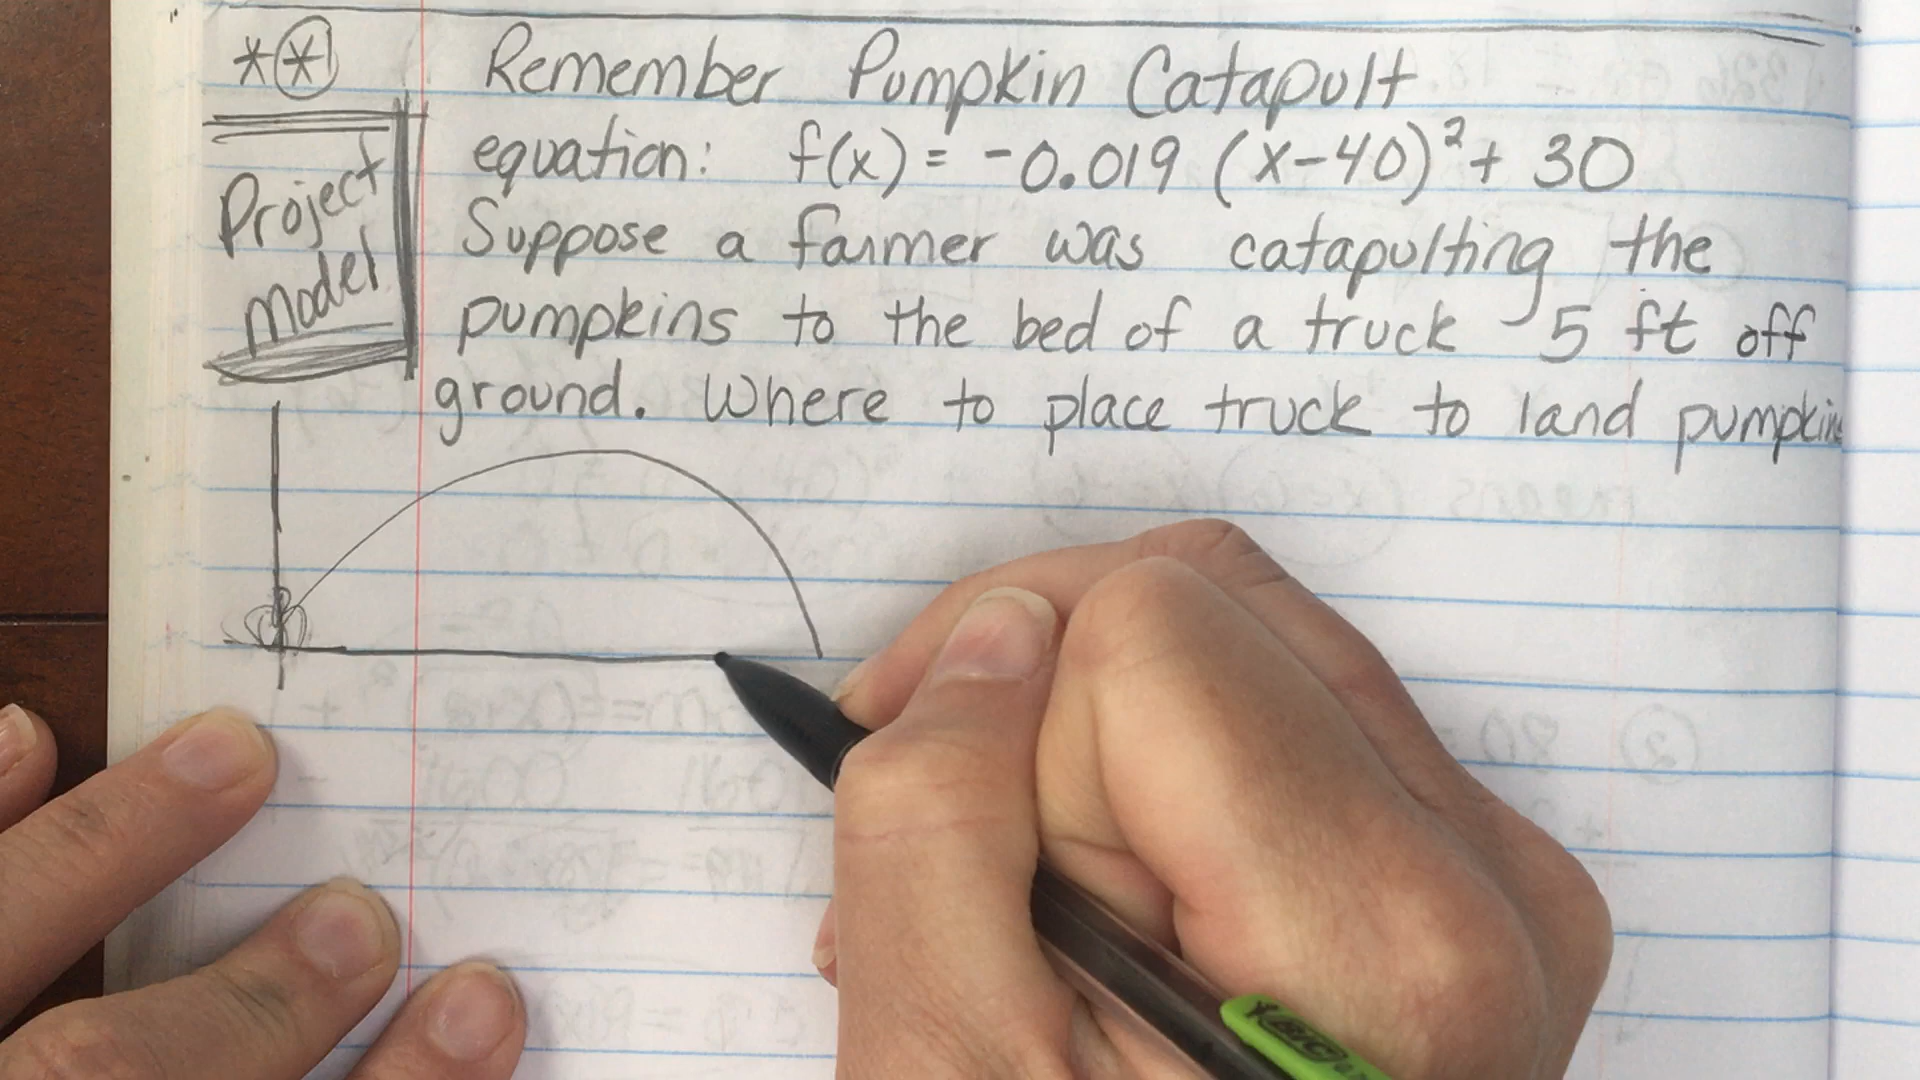 *⊛ Remember Pumpkin Catapult
equation: f(x) = -0.019 (x-40)² + 30
Project
Model
Suppose a farmer was catapulting the
pumpkins to the bed of a truck 5 ft off
ground. Where to place truck to land pumpkins
BIC